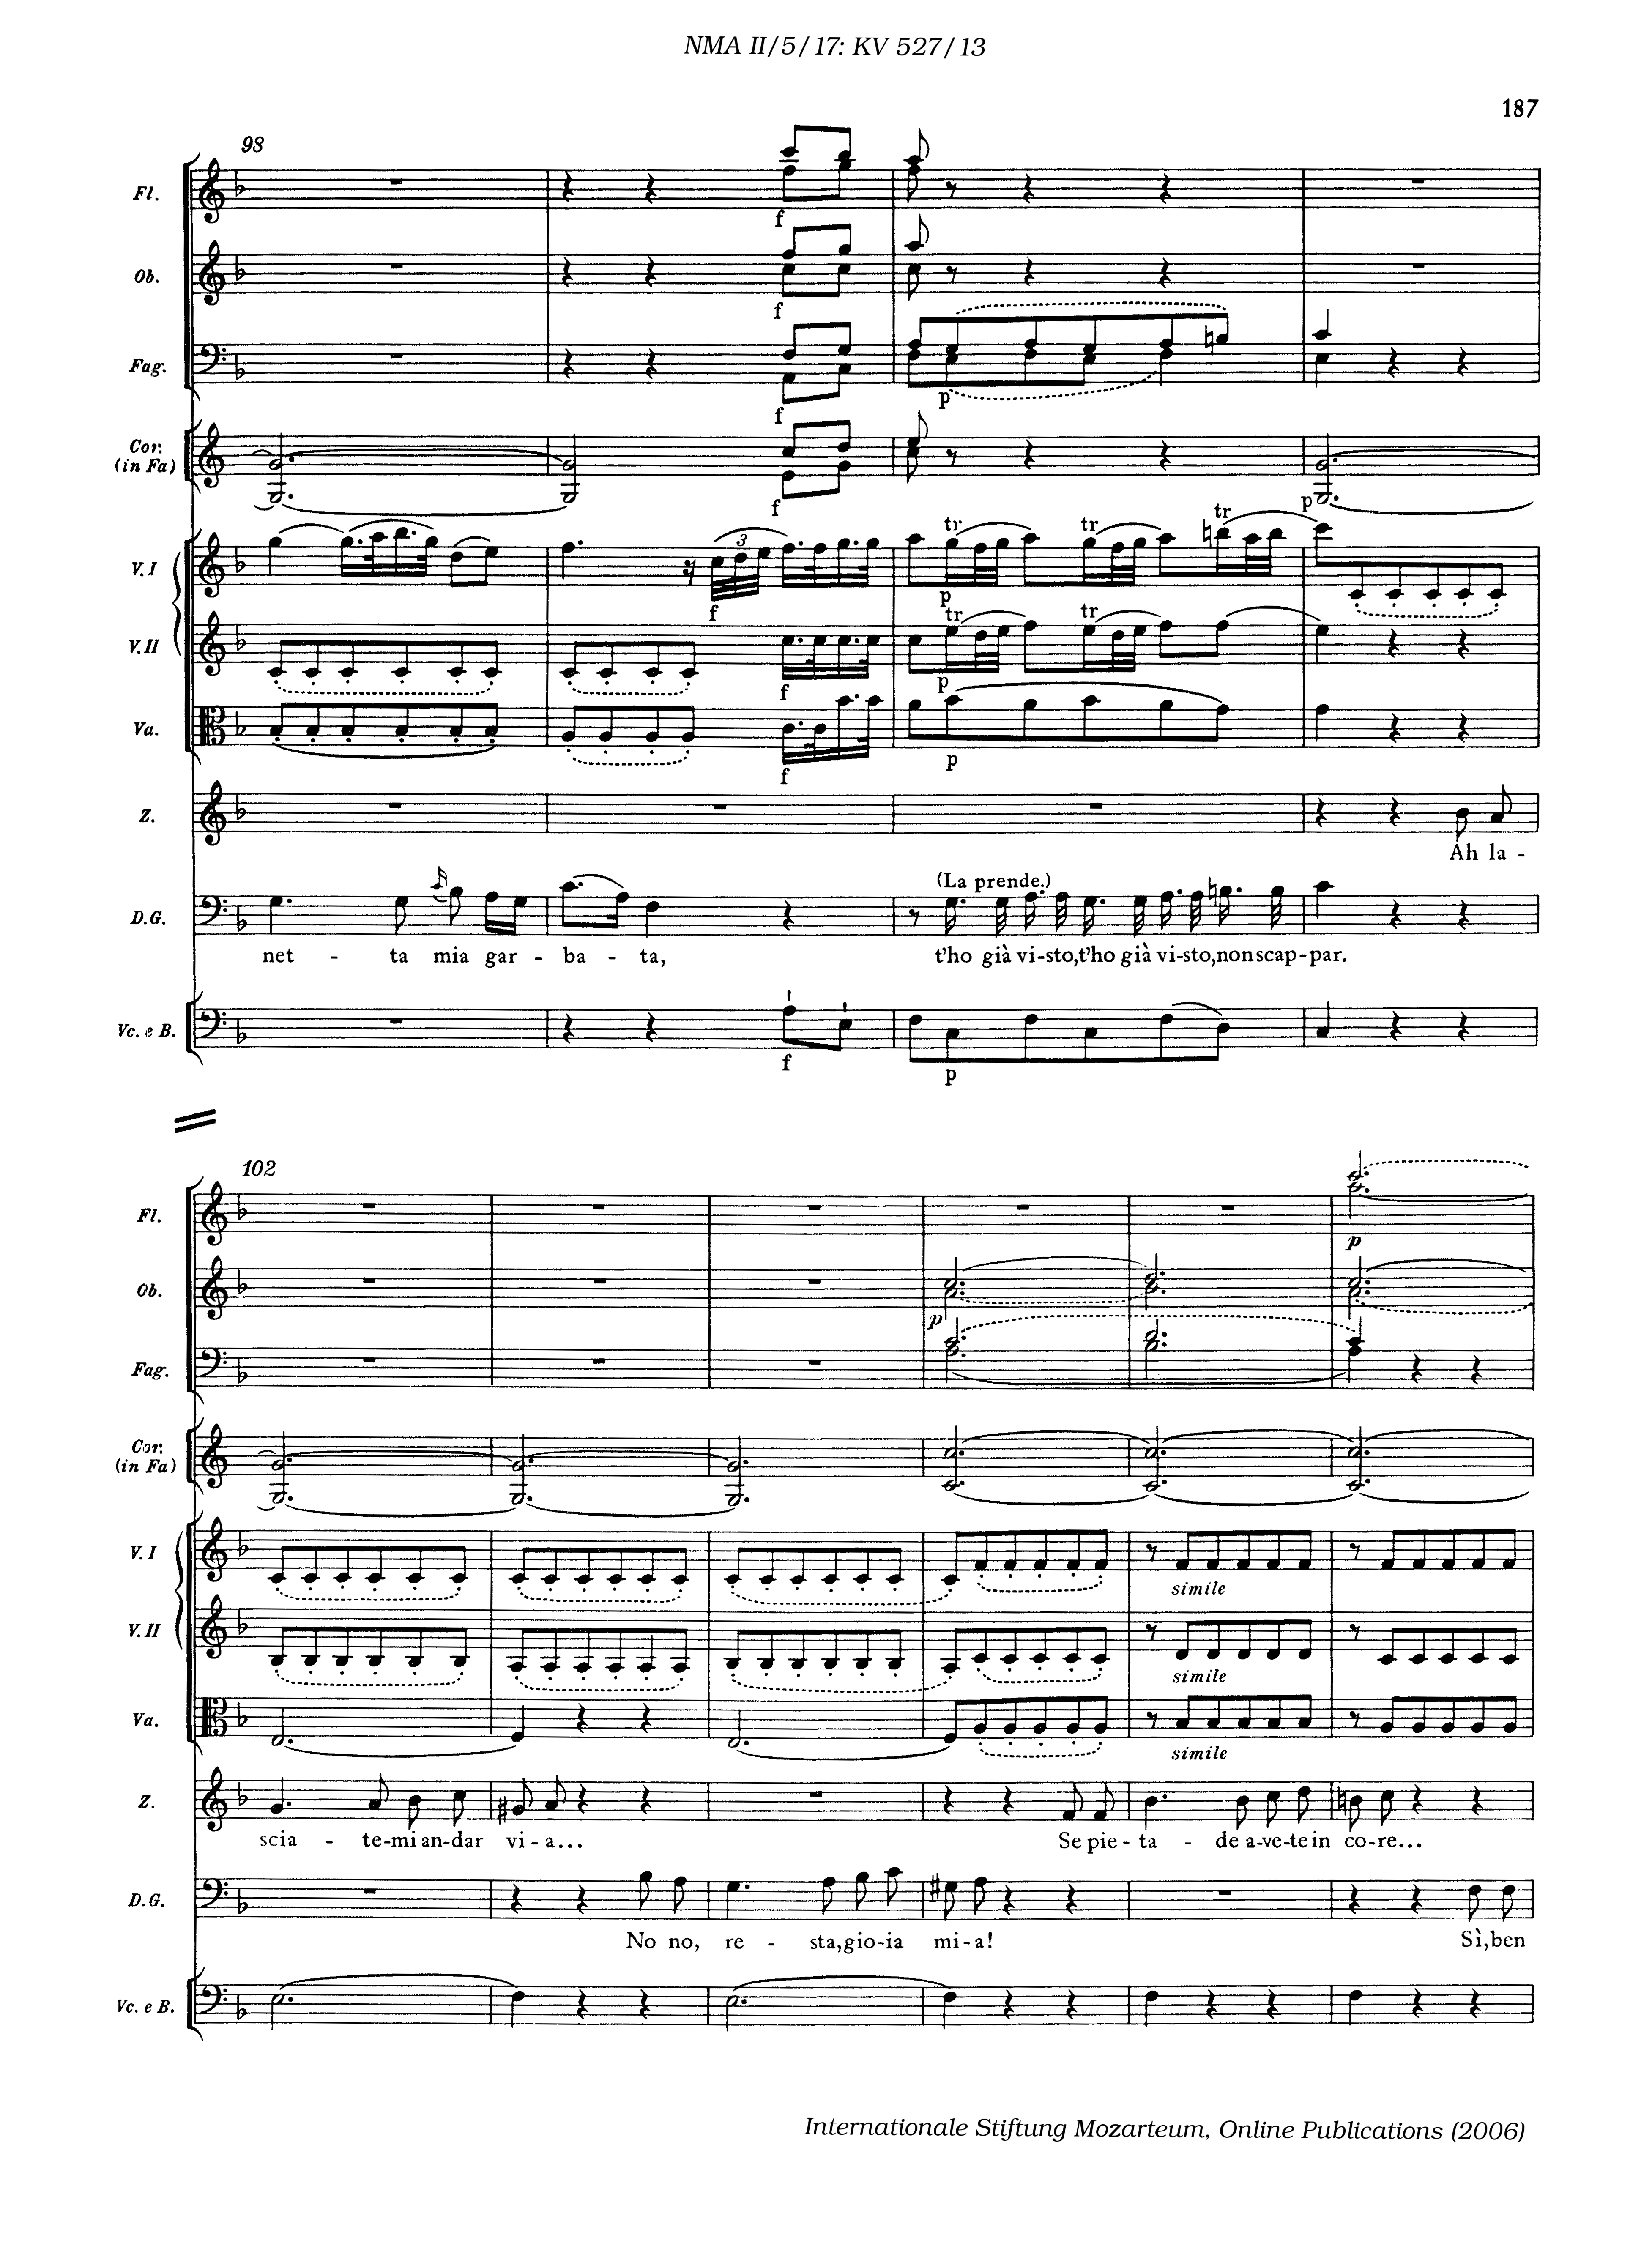 NMA II/5/17: KV 527/13
187
98
Fl.
f
Ob.
f
Fag.
f
p
Cor.
(in Fa)
f
p
V. I
3
f
tr
tr
tr
p
V. II
f
tr
tr
p
Va.
f
p
Z.
Ah la -
D.G.
(La prende.)
net - ta mia gar - ba - ta, t'ho già vi-sto, t'ho già vi-sto, non scap-par.
Vc. e B.
f
p
102
Fl.
p
Ob.
p
Fag.
Cor.
(in Fa)
V. I
simile
V. II
simile
Va.
simile
Z.
scia - te-mi an-dar vi-a... Se pie-ta - de a-ve-te in co-re...
D.G.
No no, re - sta, gio-ia mi-a! Sì, ben
Vc. e B.
Internationale Stiftung Mozarteum, Online Publications (2006)